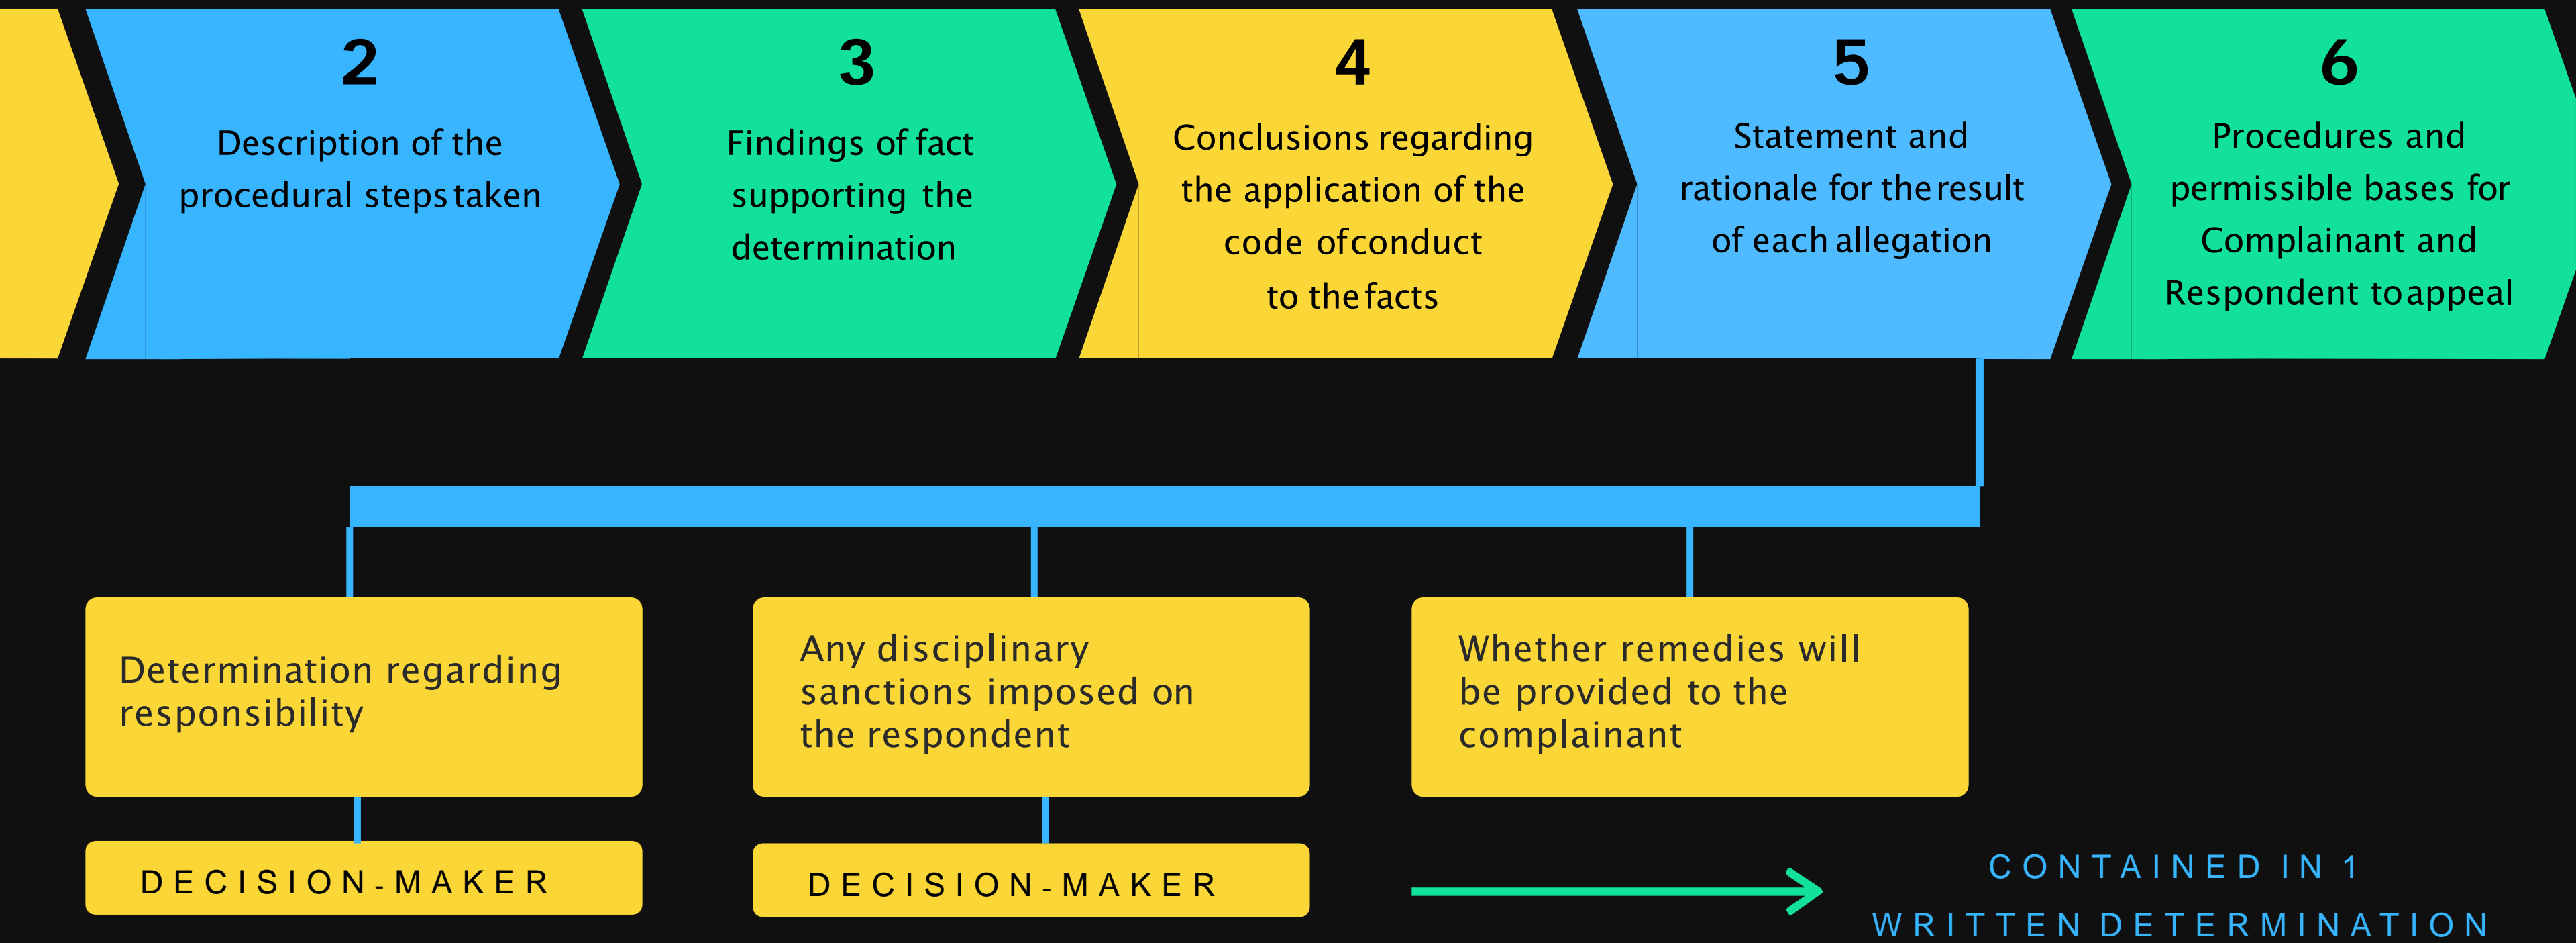 2
Description of the
procedural steps taken
3
Findings of fact
supporting the
determination
4
Conclusions regarding
the application of the
code ofconduct
to the facts
5
Statement and
rationale for the result
of each allegation
6
Procedures and
permissible bases for
Complainant and
Respondent to appeal
Determination regarding
responsibility
Any disciplinary
sanctions imposed on
the respondent
Whether remedies will
be provided to the
complainant
DECISION-MAKER
DECISION-MAKER
CONTAINED IN 1
WRITTEN DETERMINATION